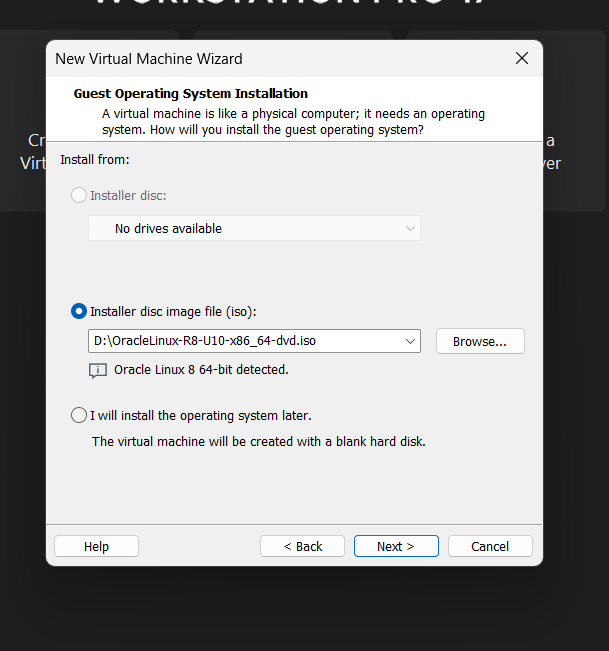 WORKSTATION PRO 17
New Virtual Machine Wizard
Guest Operating System Installation
A virtual machine is like a physical computer; it needs an operating
system. How will you install the guest operating system?
Cr
a
Virt
ver
Install from:
Installer disc:
No drives available
Installer disc image file (iso):
D:\OracleLinux-R8-U10-x86_64-dvd.iso
Browse...
Oracle Linux 8 64-bit detected.
I will install the operating system later.
The virtual machine will be created with a blank hard disk.
Help
< Back
Next >
Cancel